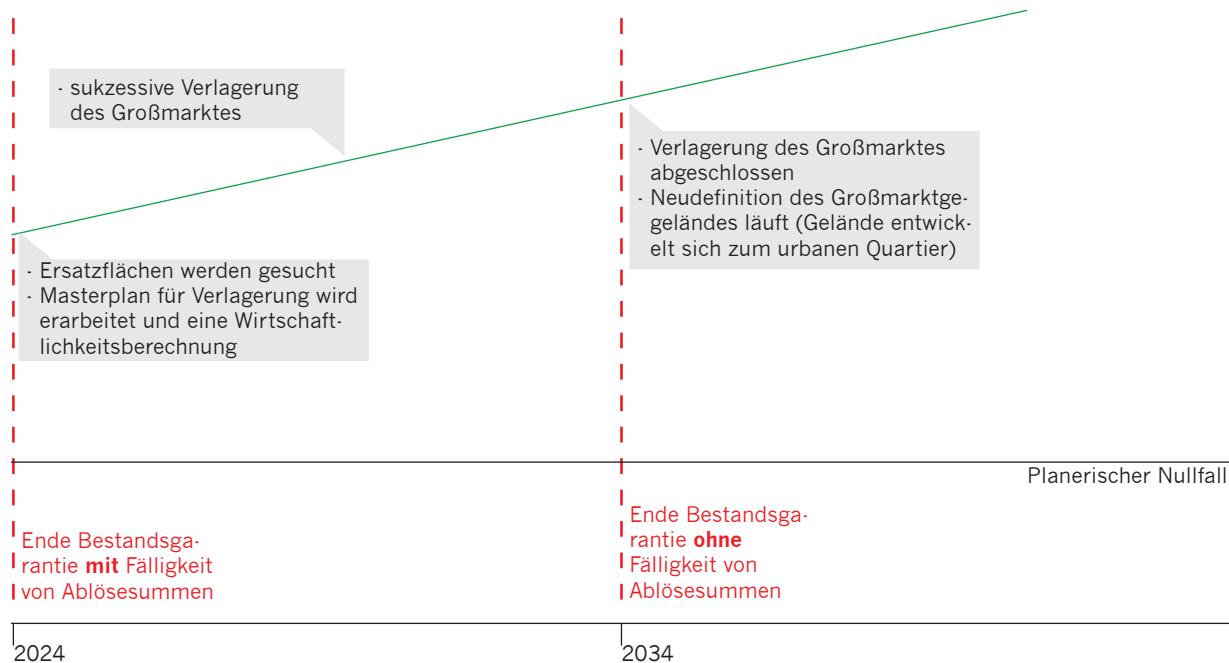 - sukzessive Verlagerung
des Großmarktes
- Verlagerung des Großmarktes
abgeschlossen
- Neudefinition des Großmarktge-
geländes läuft (Gelände entwick-
elt sich zum urbanen Quartier)
- Ersatzflächen werden gesucht
- Masterplan für Verlagerung wird
erarbeitet und eine Wirtschaft-
lichkeitsberechnung
Planerischer Nullfall
Ende Bestandsga-
rantie mit Fälligkeit
von Ablösesummen
Ende Bestandsga-
rantie ohne
Fälligkeit von
Ablösesummen
2024
2034